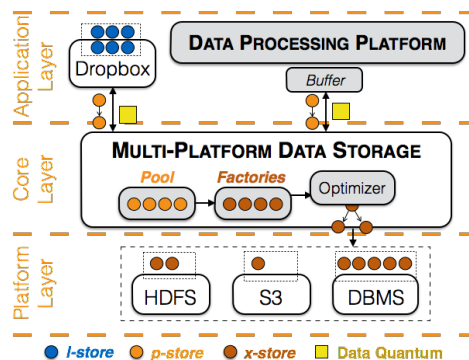 Application
Layer
Dropbox
DATA PROCESSING PLATFORM
Buffer
Core
Layer
MULTI-PLATFORM DATA STORAGE
Pool
Factories
Optimizer
Platform
Layer
HDFS
S3
DBMS
l-store
p-store
x-store
Data Quantum